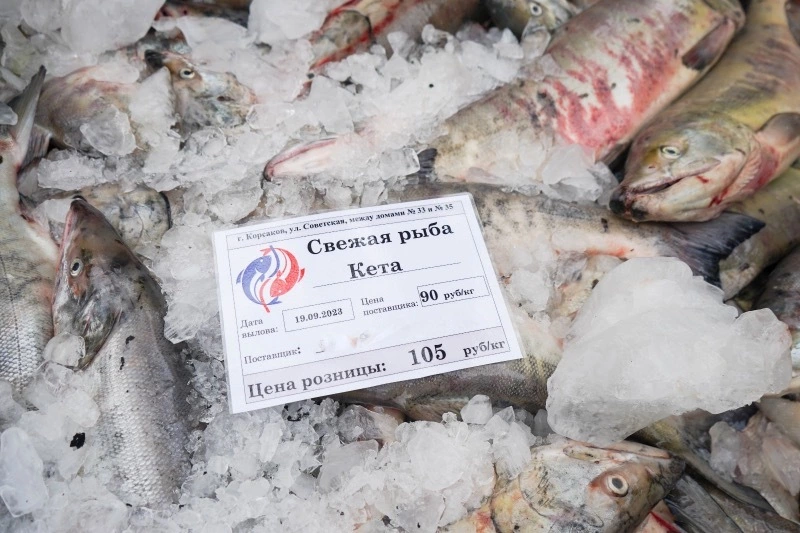 г. Корсаков, ул. Советская, между домами № 33 и № 35
Свежая рыба
Кета
Дата вылова: 19.09.2023 Цена поставщика: 90 руб/кг
Поставщик:
Цена розницы: 105 руб/кг